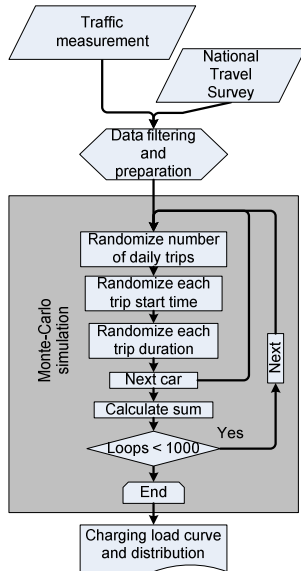 Traffic
measurement
National
Travel
Survey
Data filtering
and
preparation
Monte-Carlo
simulation
Randomize number
of daily trips
Randomize each
trip start time
Randomize each
trip duration
Next car
Calculate sum
Loops < 1000
Yes
Next
End
Charging load curve
and distribution